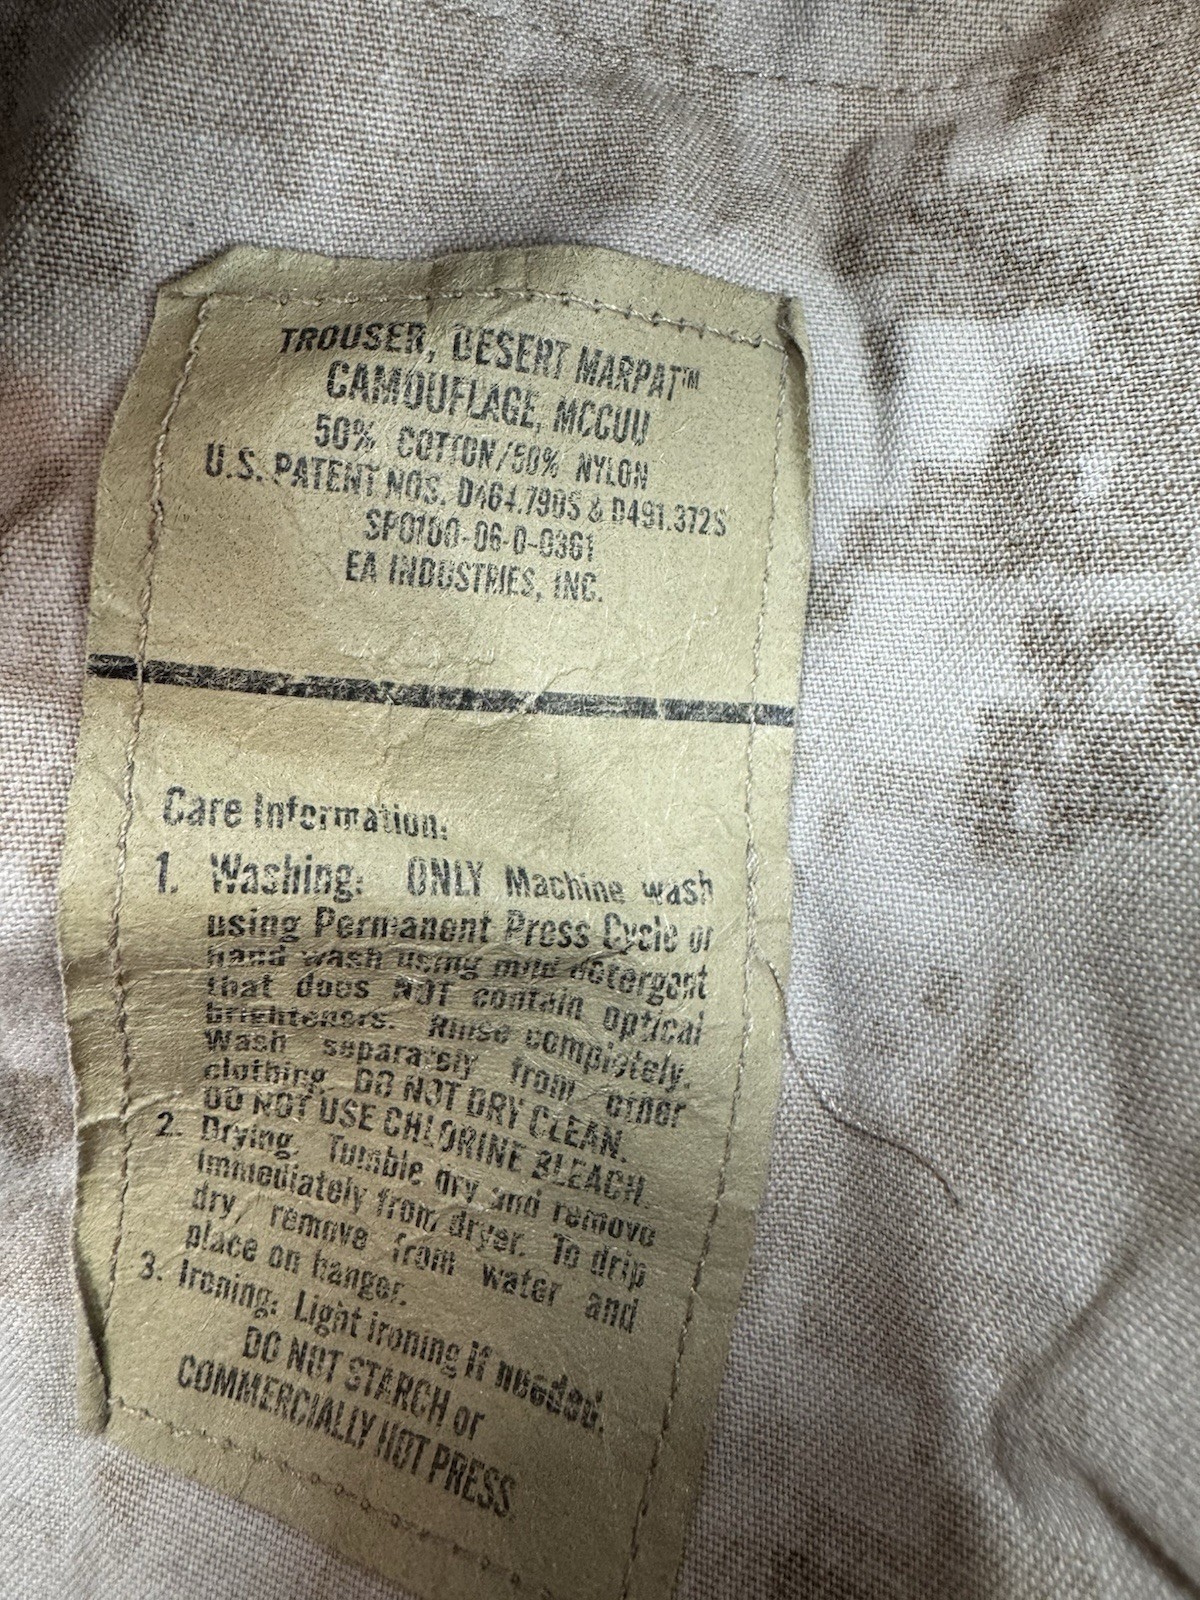 TROUSER, DESERT MARPAT™
CAMOUFLAGE, MCCUU
50% COTTON/50% NYLON
U.S. PATENT NOS. D464.790S & D491.372S
SPO100-06-D-0361
EA INDUSTRIES, INC.
Care Information:
1. Washing: ONLY Machine wash
using Permanent Press Cycle or
hand wash using mild detergent
that does NOT contain optical
brighteners. Rinse completely.
Wash separately from other
clothing. DO NOT DRY CLEAN.
DO NOT USE CHLORINE BLEACH.
2. Drying. Tumble dry and remove
immediately from dryer. To drip
dry, remove from water and
place on hanger.
3. Ironing: Light ironing if needed.
DO NOT STARCH or
COMMERCIALLY HOT PRESS.